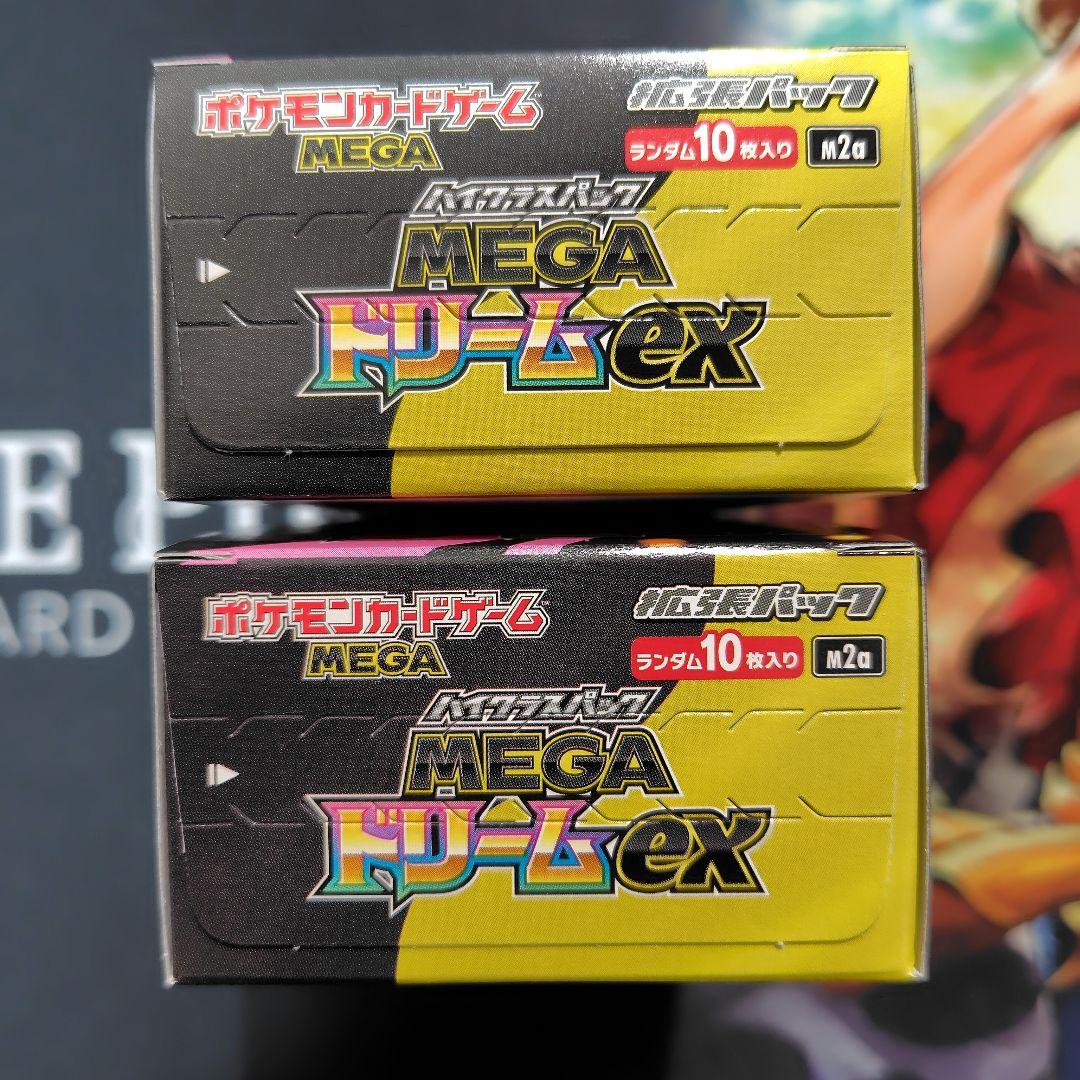 ポケモンカードゲーム
MEGA
拡張パック
ランダム10枚入り M2a
ハイクラスパック
MEGA
ドリームex
ポケモンカードゲーム
MEGA
拡張パック
ランダム10枚入り M2a
ハイクラスパック
MEGA
ドリームex
ARD